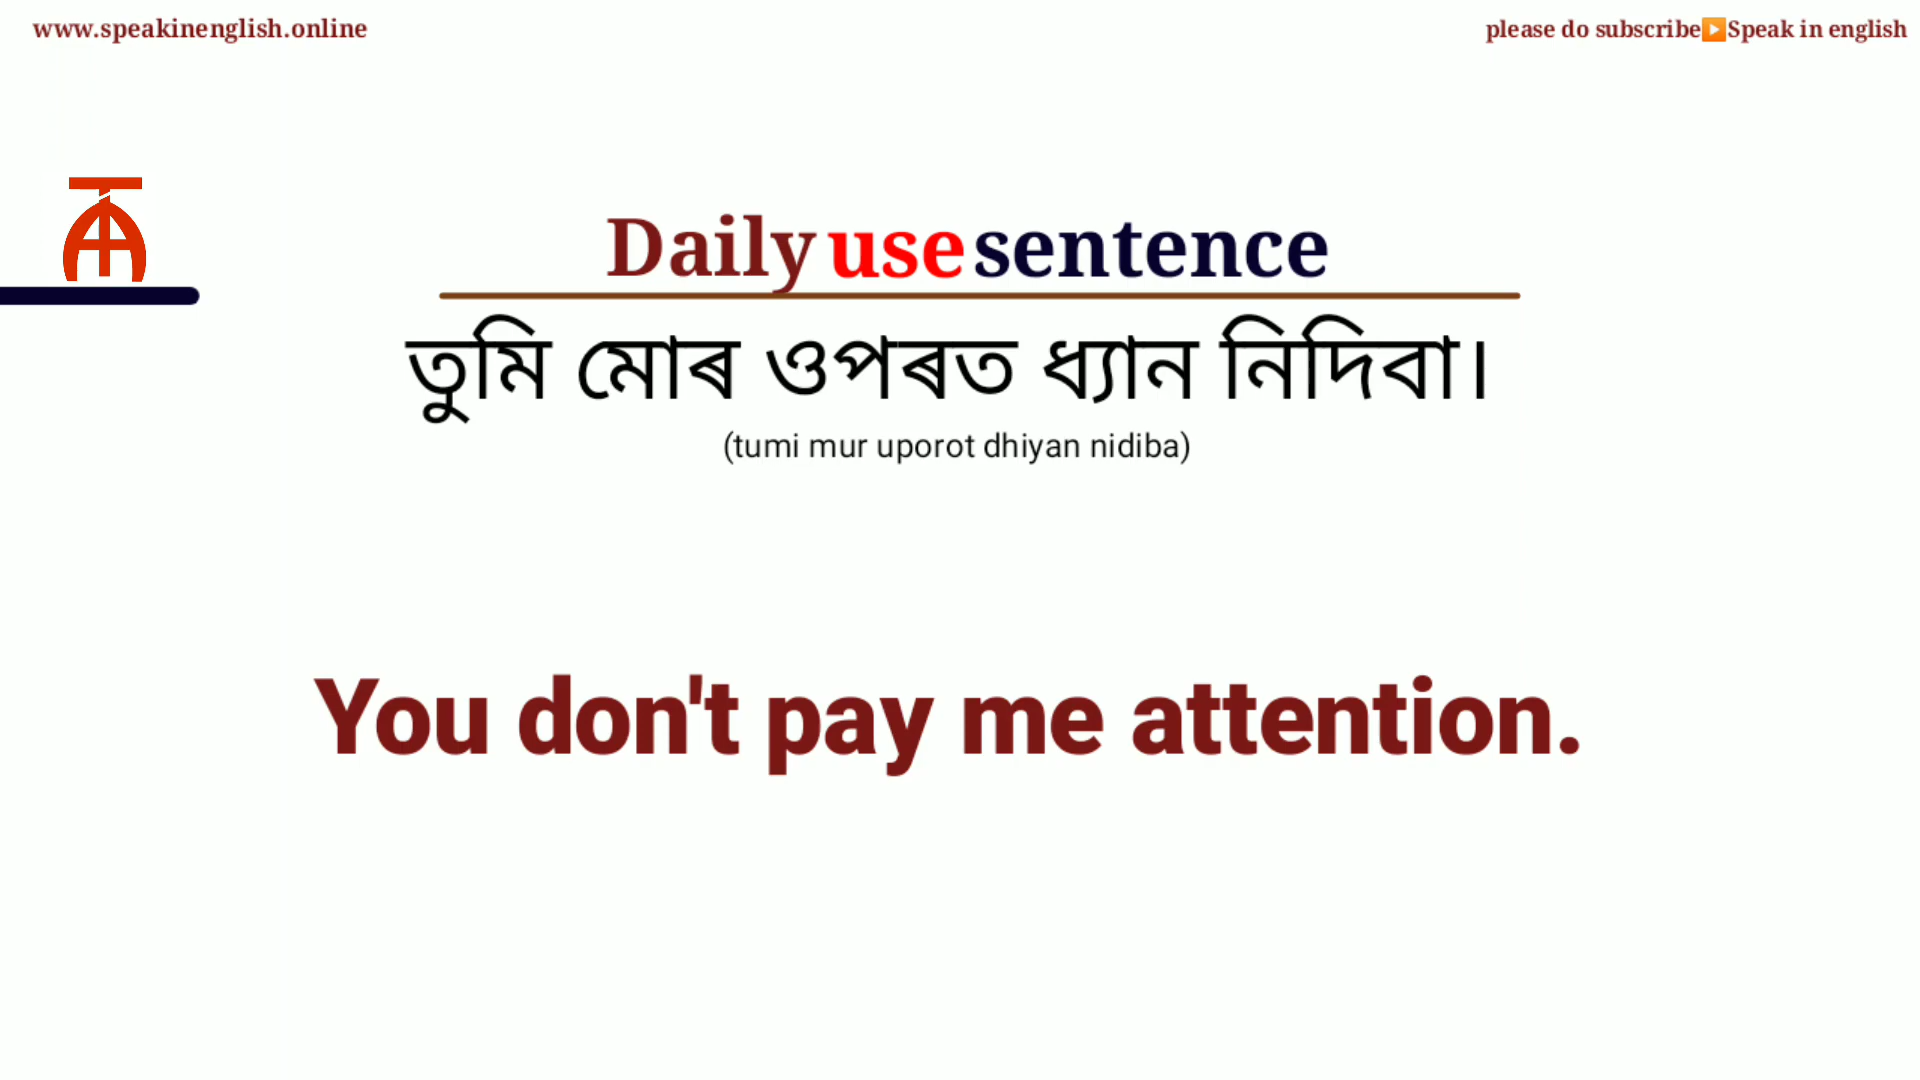 www.speakinenglish.online
please do subscribe▶️Speak in english
Daily use sentence
তুমি মোৰ ওপৰত ধ্যান নিদিবা।
(tumi mur uporot dhiyan nidiba)
You don't pay me attention.